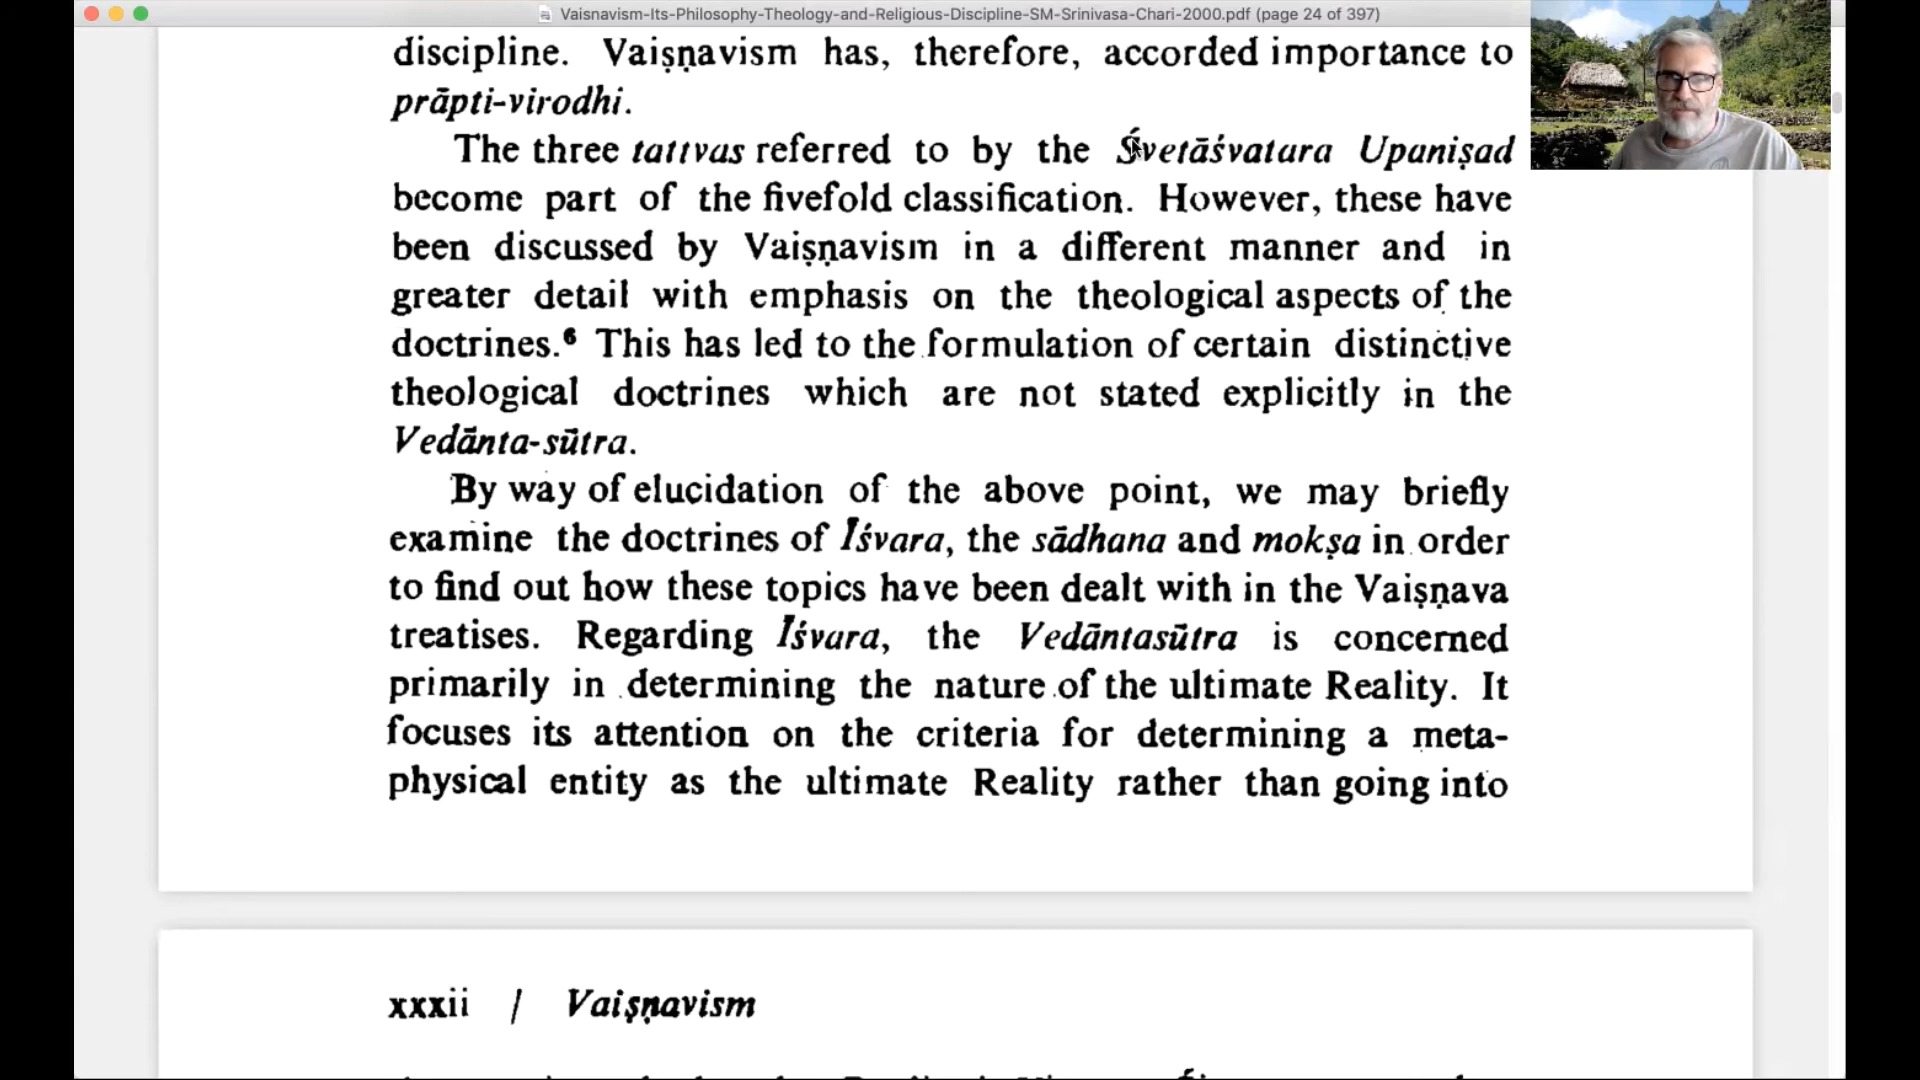 Vaisnavism-Its-Philosophy-Theology-and-Religious-Discipline-SM-Srinivasa-Chari-2000.pdf (page 24 of 397)
discipline. Vaiṣṇavism has, therefore, accorded importance to
prāpti-virodhi.
The three tattvas referred to by the Śvetāśvatara Upaniṣad
become part of the fivefold classification. However, these have
been discussed by Vaiṣṇavism in a different manner and in
greater detail with emphasis on the theological aspects of the
doctrines.⁶ This has led to the formulation of certain distinctive
theological doctrines which are not stated explicitly in the
Vedānta-sūtra.
By way of elucidation of the above point, we may briefly
examine the doctrines of Īśvara, the sādhana and mokṣa in order
to find out how these topics have been dealt with in the Vaiṣṇava
treatises. Regarding Īśvara, the Vedāntasūtra is concerned
primarily in determining the nature of the ultimate Reality. It
focuses its attention on the criteria for determining a meta-
physical entity as the ultimate Reality rather than going into
xxxii / Vaiṣṇavism